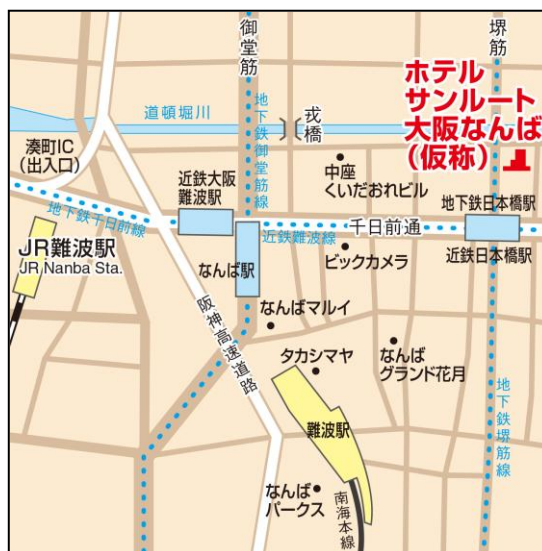 御堂筋
堺筋
ホテル
サンルート
大阪なんば
（仮称）
道頓堀川
地下鉄御堂筋線
戎橋
湊町IC
（出入口）
中座
くいだおれビル
近鉄大阪
難波駅
地下鉄日本橋駅
地下鉄千日前線
千日前通
近鉄難波線
近鉄日本橋駅
JR難波駅
JR Nanba Sta.
なんば駅
ビックカメラ
阪神高速道路
なんばマルイ
タカシマヤ
なんば
グランド花月
地下鉄堺筋線
難波駅
なんば
パークス
南海本線